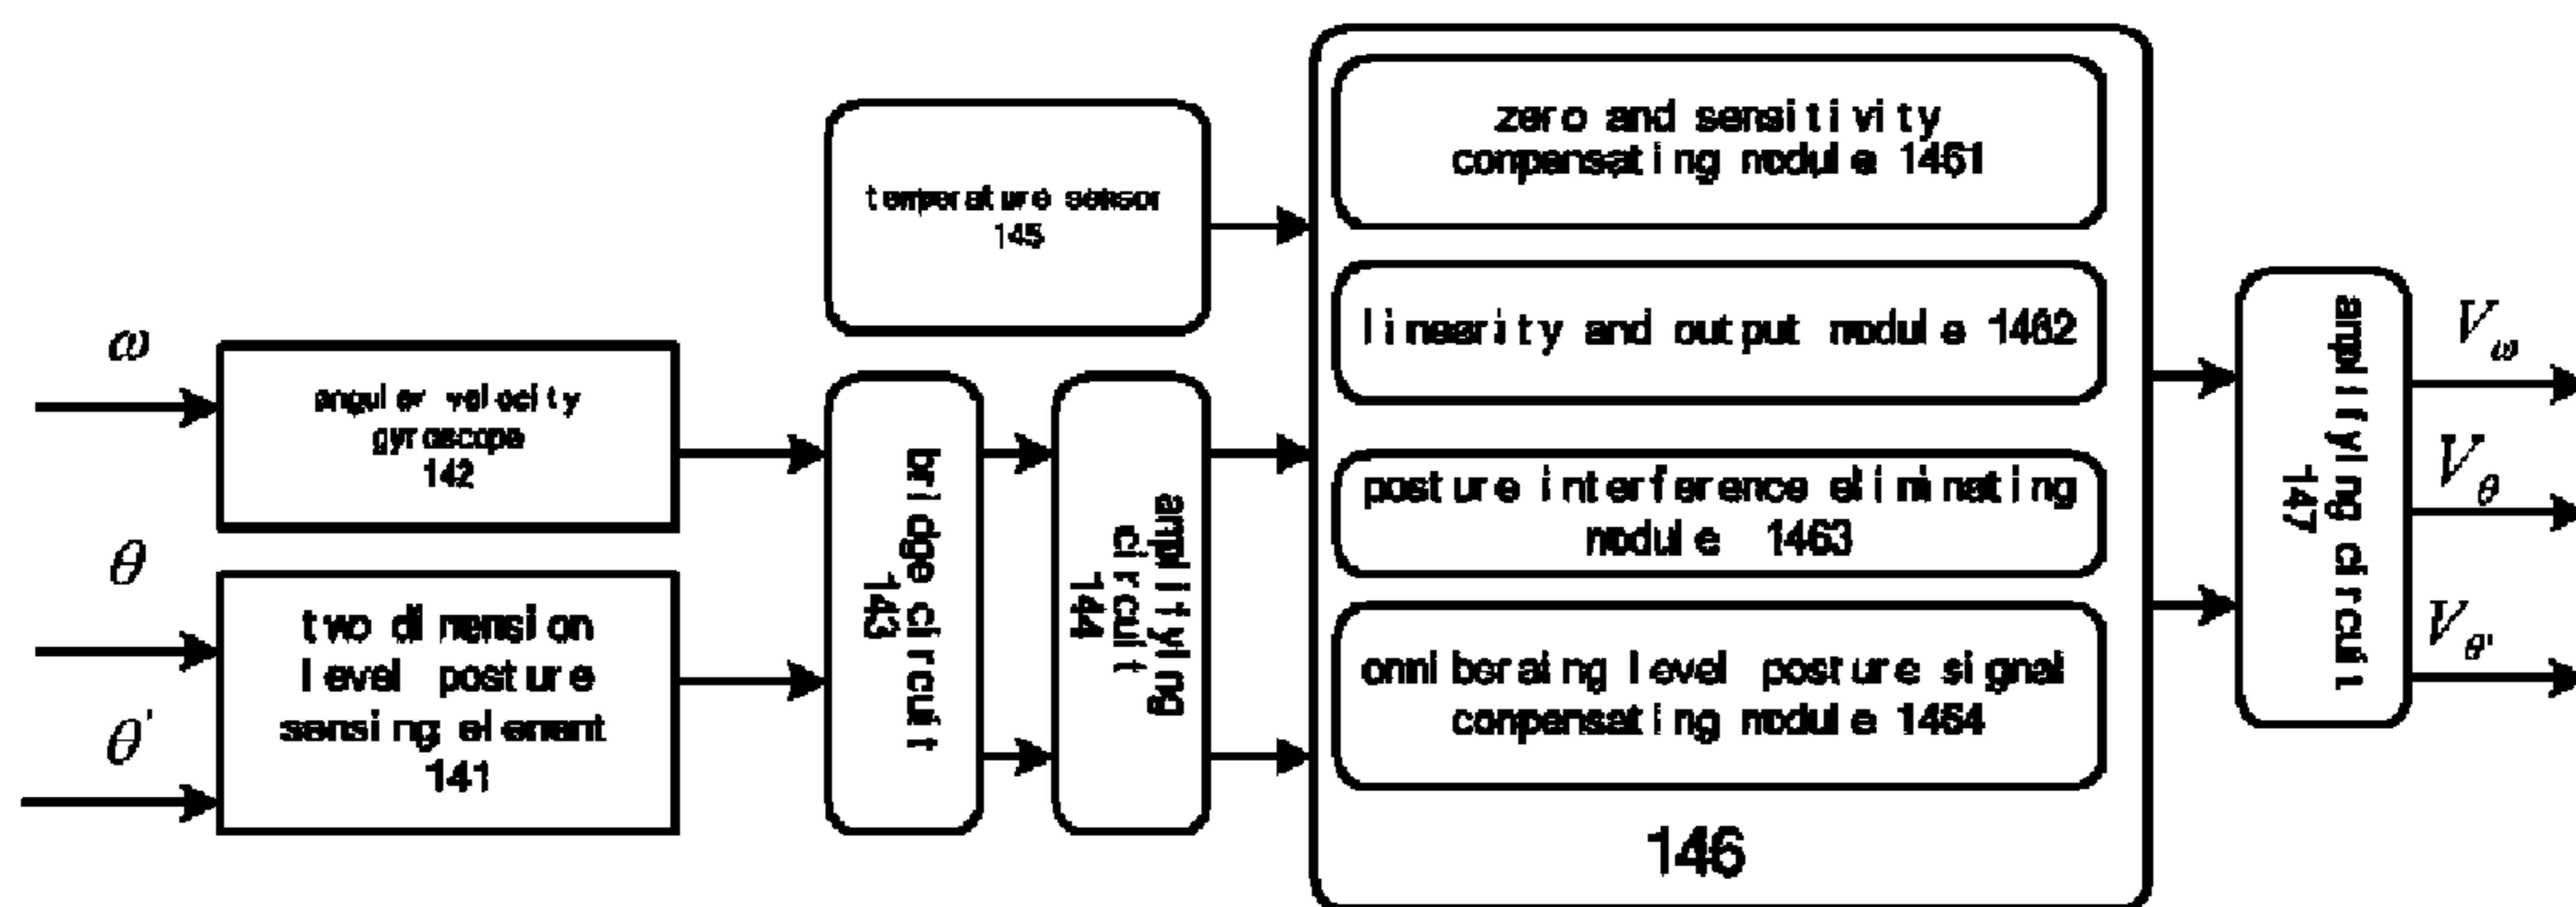 ω
angular velocity
gyroscope
142
θ
θ'
two dimension
level posture
sensing element
141
temperature sensor
145
bridge circuit
143
amplifying
circuit
144
zero and sensitivity
compensating module 1461
linearity and output module 1462
posture interference eliminating
module 1463
level posture signal
compensating module 1464
146
amplifying circuit
147
Vω
Vθ
Vθ'